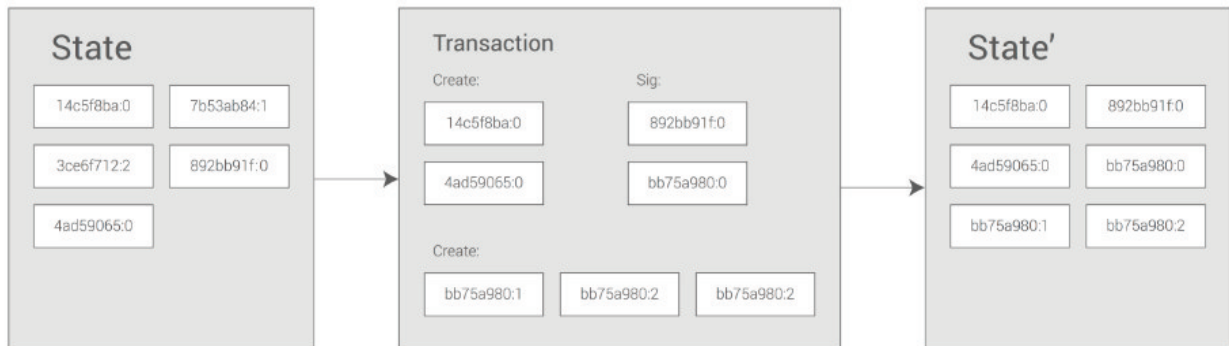 State
14c5f8ba:0 7b53ab84:1
3ce6f712:2 892bb91f:0
4ad59065:0
Transaction
Create: Sig:
14c5f8ba:0 892bb91f:0
4ad59065:0 bb75a980:0
Create:
bb75a980:1 bb75a980:2 bb75a980:2
State’
14c5f8ba:0 892bb91f:0
4ad59065:0 bb75a980:0
bb75a980:1 bb75a980:2